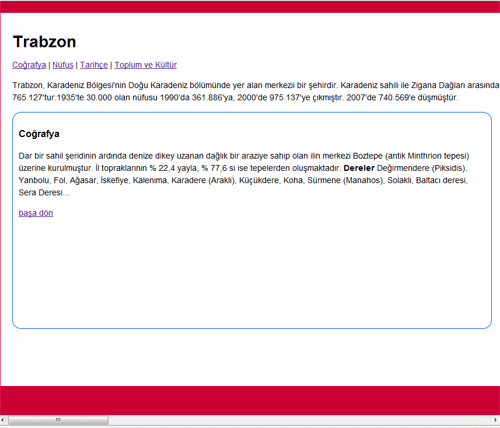 Trabzon
Coğrafya | Nüfus | Tarihçe | Toplum ve Kültür
Trabzon, Karadeniz Bölgesi'nin Doğu Karadeniz bölümünde yer alan merkezli bir şehirdir. Karadeniz sahili ile Zigana Dağları arasında
765.127'tur.1935'te 30.000 olan nüfusu 1990'da 361.886'ya, 2000'de 975.137'ye çıkmıştır. 2007'de 740.569'e düşmüştür.
Coğrafya
Dar bir sahil şeridinin ardında denize dikey uzanan dağlık bir araziye sahip olan ilin merkezi Boztepe (antik Minthrion tepesi)
üzerine kurulmuştur. İl topraklarının % 22,4 yayla, % 77,6 si ise tepelerden oluşmaktadır. Dereler Değirmendere (Piksidis),
Yanbolu, Fol, Ağasar, İskefiye, Kalenima, Karadere (Araklı), Küçükdere, Koha, Sürmene (Manahos), Solaklı, Baltacı deresi,
Sera Deresi...
başa dön